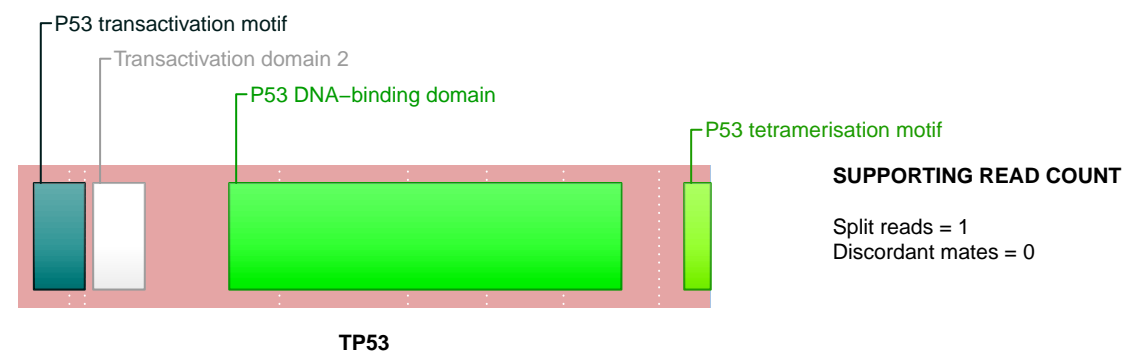 P53 transactivation motif
Transactivation domain 2
P53 DNA−binding domain
P53 tetramerisation motif
SUPPORTING READ COUNT
Split reads = 1
Discordant mates = 0
TP53